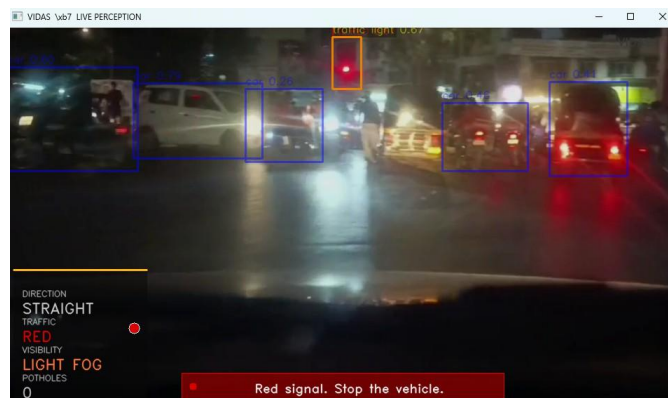 VIDAS \xb7 LIVE PERCEPTION
traffic light 0.67
DIRECTION
STRAIGHT
TRAFFIC
RED
VISIBILITY
LIGHT FOG
POTHOLES
0
Red signal. Stop the vehicle.